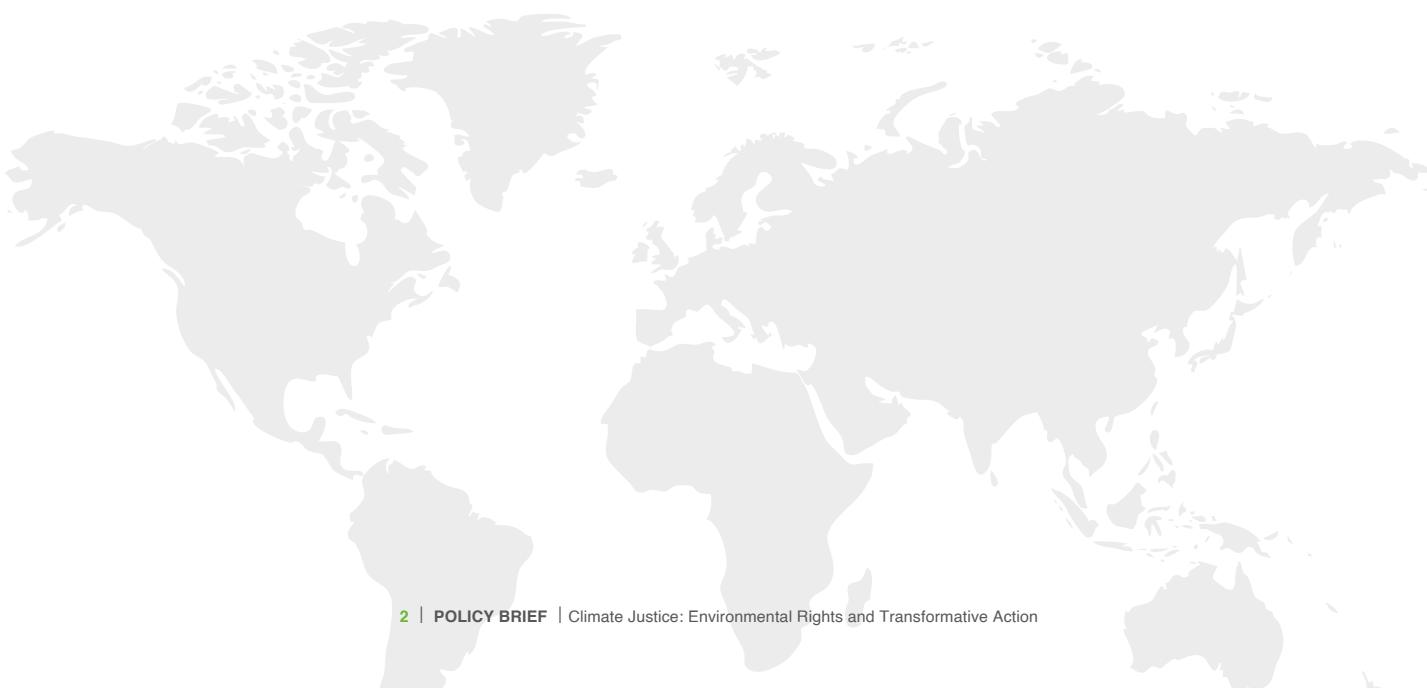 2 | POLICY BRIEF | Climate Justice: Environmental Rights and Transformative Action